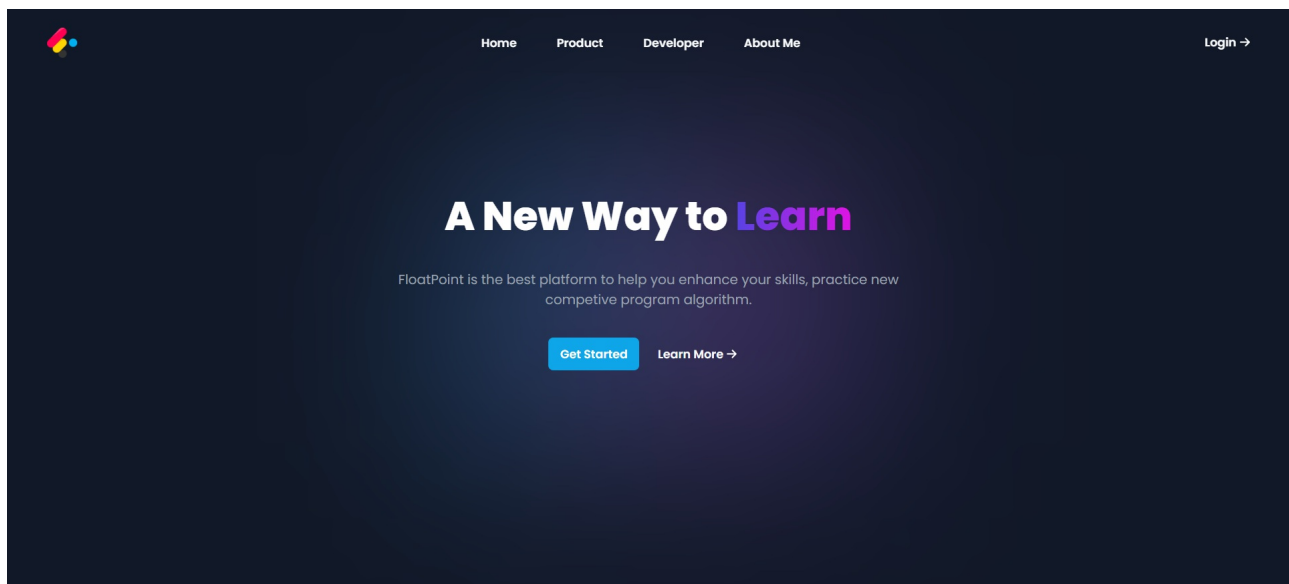 Home Product Developer About Me Login →
A New Way to Learn
FloatPoint is the best platform to help you enhance your skills, practice new
competive program algorithm.
Get Started Learn More →